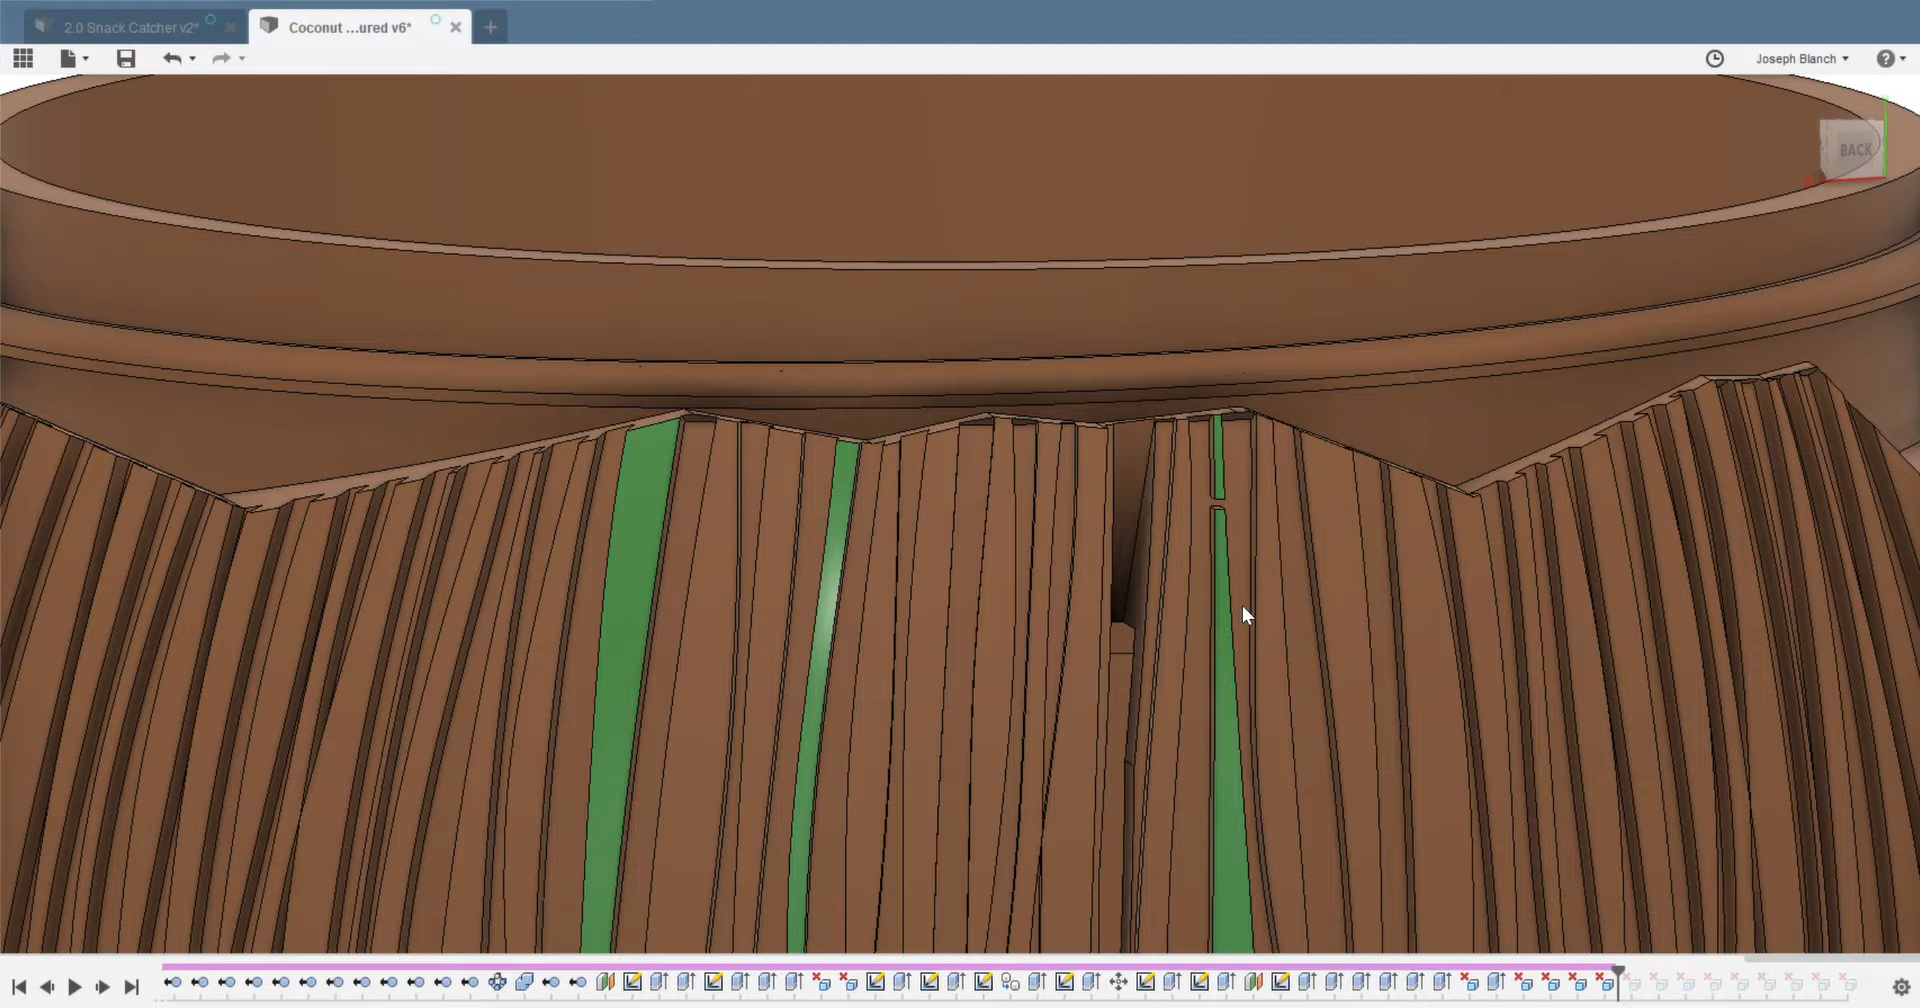 2.0 Snack Catcher v2*
Coconut ...ured v6*
Joseph Blanch
BACK